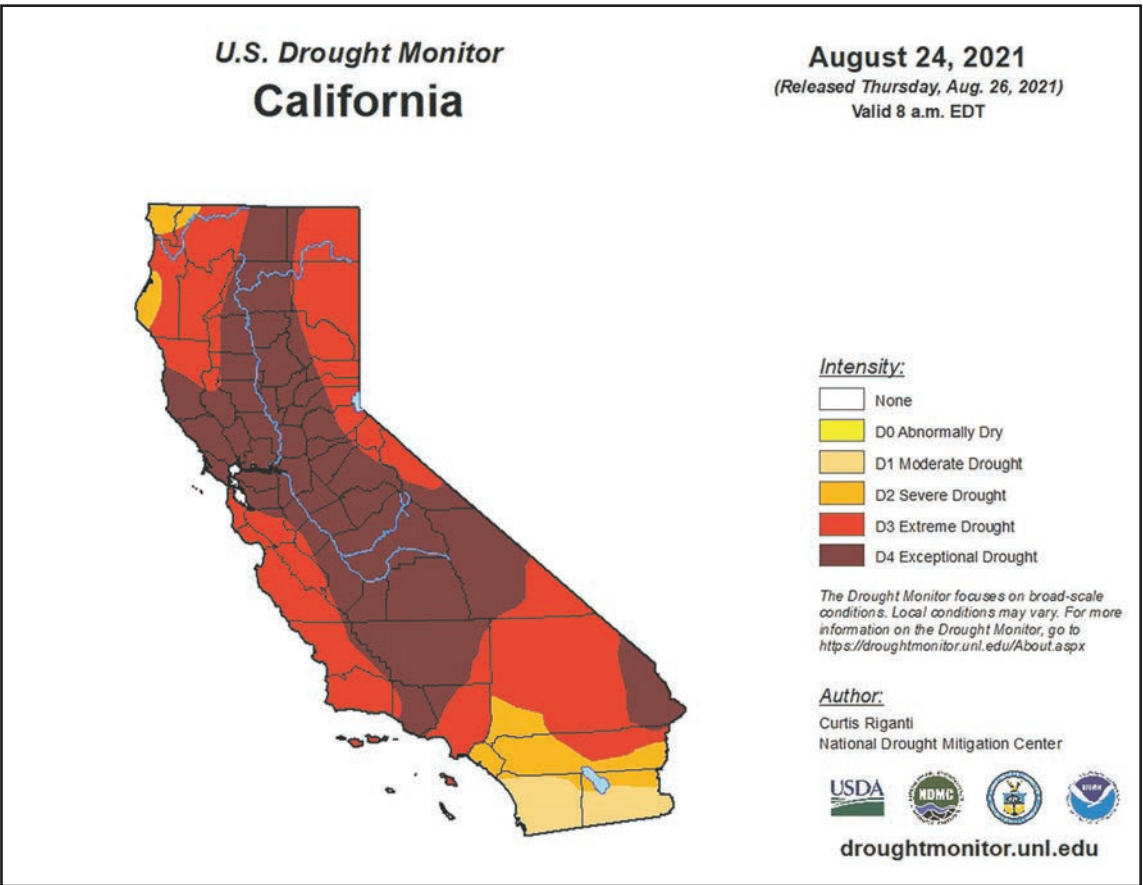 U.S. Drought Monitor
California
August 24, 2021
(Released Thursday, Aug. 26, 2021)
Valid 8 a.m. EDT
Intensity:
None
D0 Abnormally Dry
D1 Moderate Drought
D2 Severe Drought
D3 Extreme Drought
D4 Exceptional Drought
The Drought Monitor focuses on broad-scale
conditions. Local conditions may vary. For more
information on the Drought Monitor, go to
https://droughtmonitor.unl.edu/About.aspx
Author:
Curtis Riganti
National Drought Mitigation Center
USDA
NDMC
droughtmonitor.unl.edu